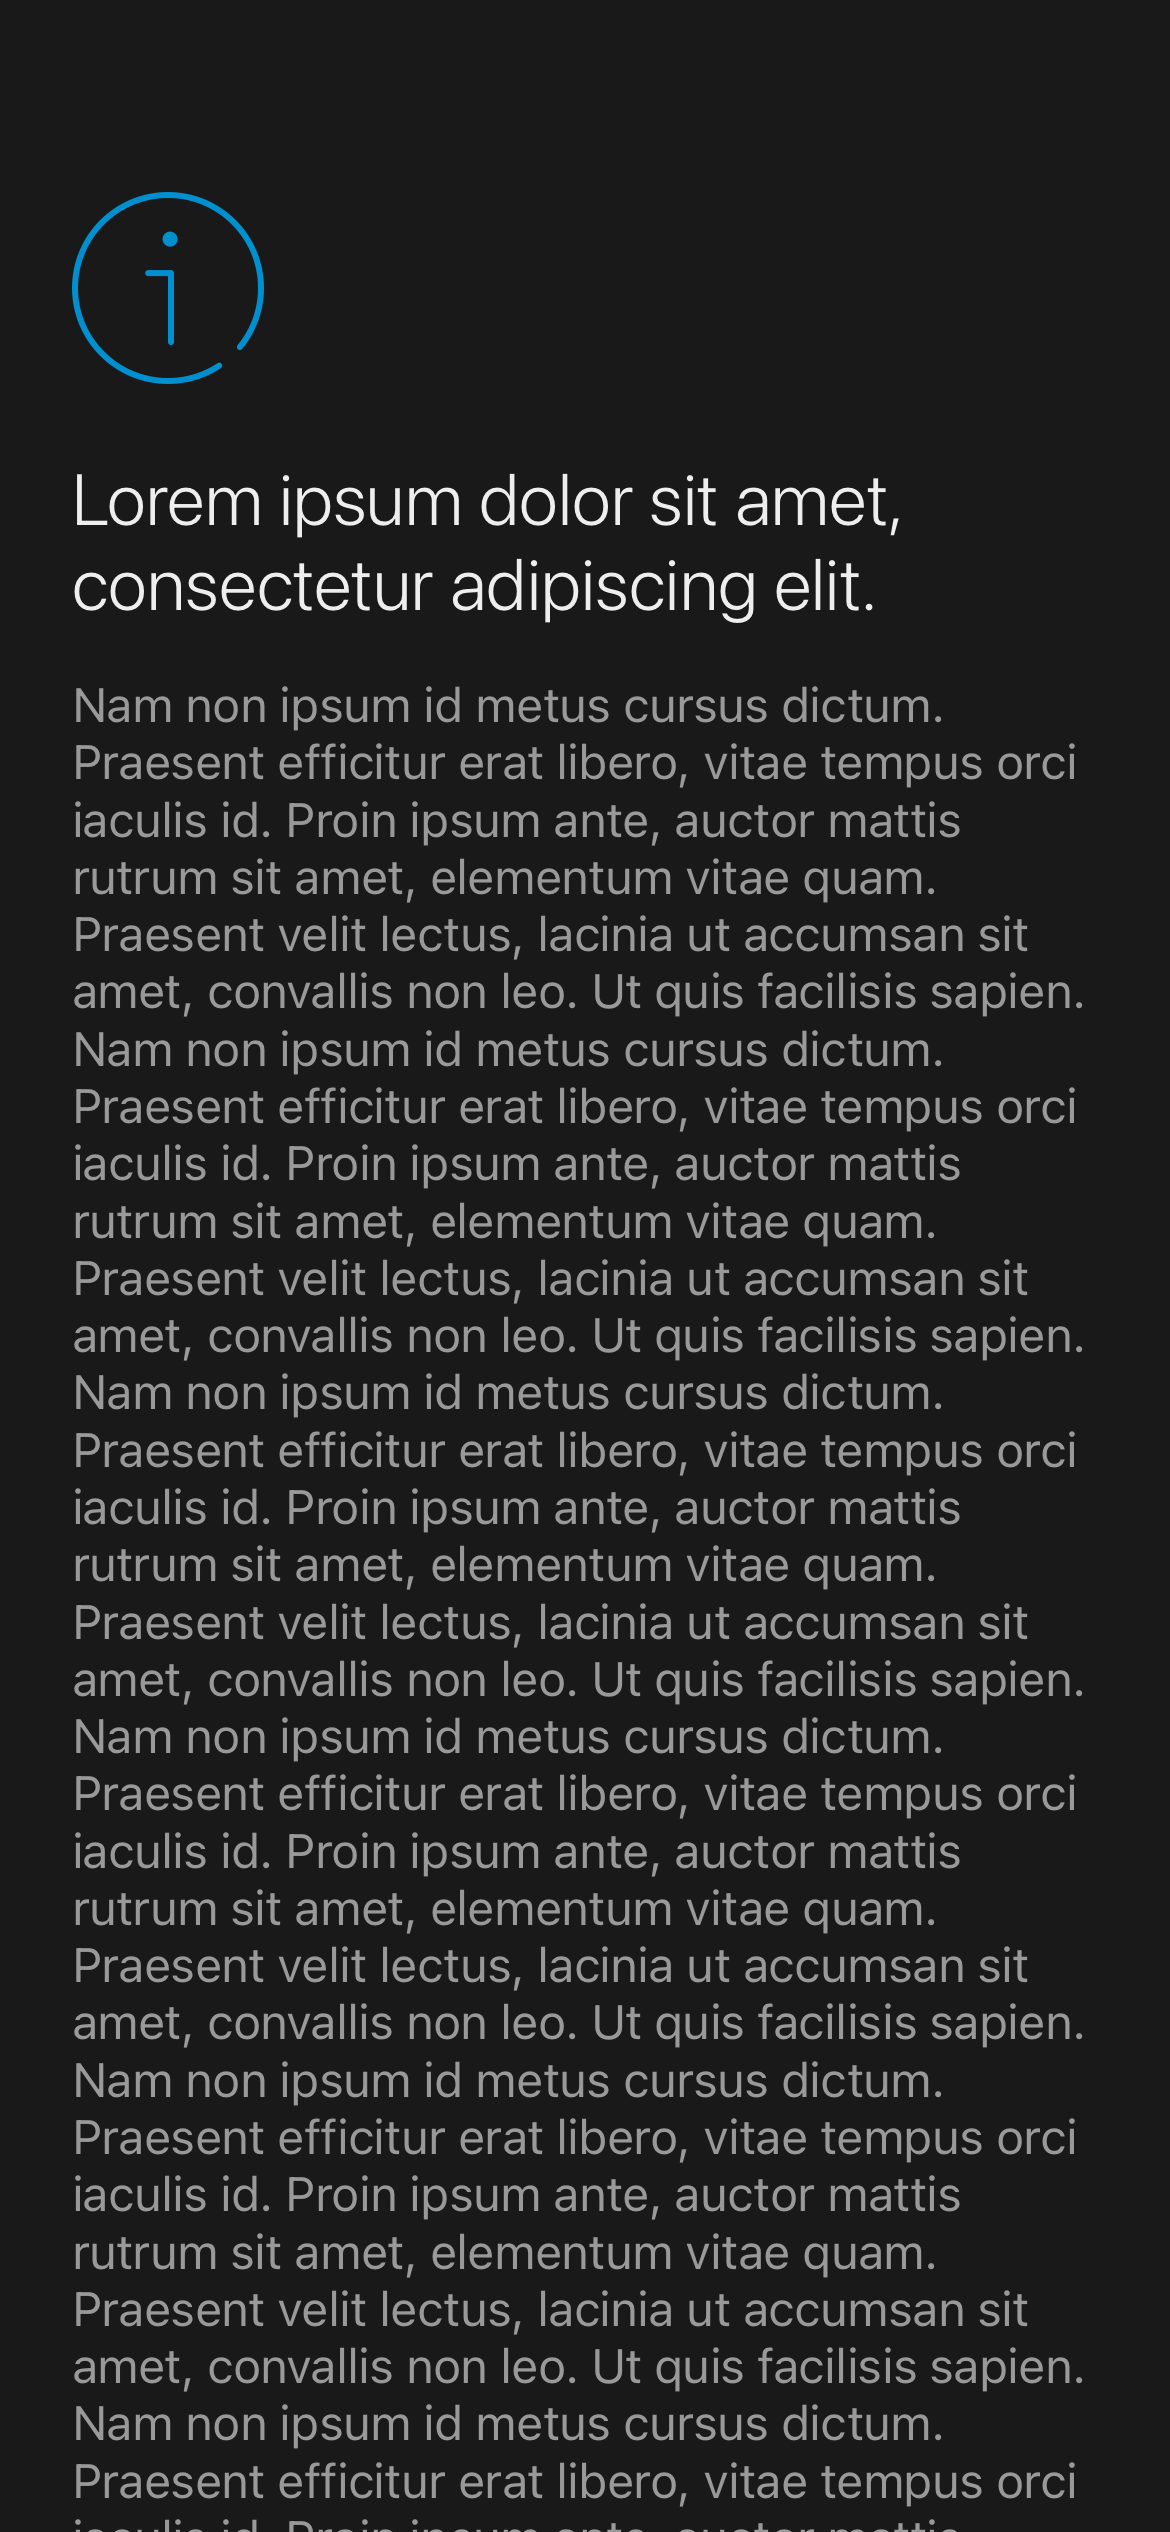 Lorem ipsum dolor sit amet,
consectetur adipiscing elit.
Nam non ipsum id metus cursus dictum.
Praesent efficitur erat libero, vitae tempus orci
iaculis id. Proin ipsum ante, auctor mattis
rutrum sit amet, elementum vitae quam.
Praesent velit lectus, lacinia ut accumsan sit
amet, convallis non leo. Ut quis facilisis sapien.
Nam non ipsum id metus cursus dictum.
Praesent efficitur erat libero, vitae tempus orci
iaculis id. Proin ipsum ante, auctor mattis
rutrum sit amet, elementum vitae quam.
Praesent velit lectus, lacinia ut accumsan sit
amet, convallis non leo. Ut quis facilisis sapien.
Nam non ipsum id metus cursus dictum.
Praesent efficitur erat libero, vitae tempus orci
iaculis id. Proin ipsum ante, auctor mattis
rutrum sit amet, elementum vitae quam.
Praesent velit lectus, lacinia ut accumsan sit
amet, convallis non leo. Ut quis facilisis sapien.
Nam non ipsum id metus cursus dictum.
Praesent efficitur erat libero, vitae tempus orci
iaculis id. Proin ipsum ante, auctor mattis
rutrum sit amet, elementum vitae quam.
Praesent velit lectus, lacinia ut accumsan sit
amet, convallis non leo. Ut quis facilisis sapien.
Nam non ipsum id metus cursus dictum.
Praesent efficitur erat libero, vitae tempus orci
iaculis id. Proin ipsum ante, auctor mattis
rutrum sit amet, elementum vitae quam.
Praesent velit lectus, lacinia ut accumsan sit
amet, convallis non leo. Ut quis facilisis sapien.
Nam non ipsum id metus cursus dictum.
Praesent efficitur erat libero, vitae tempus orci